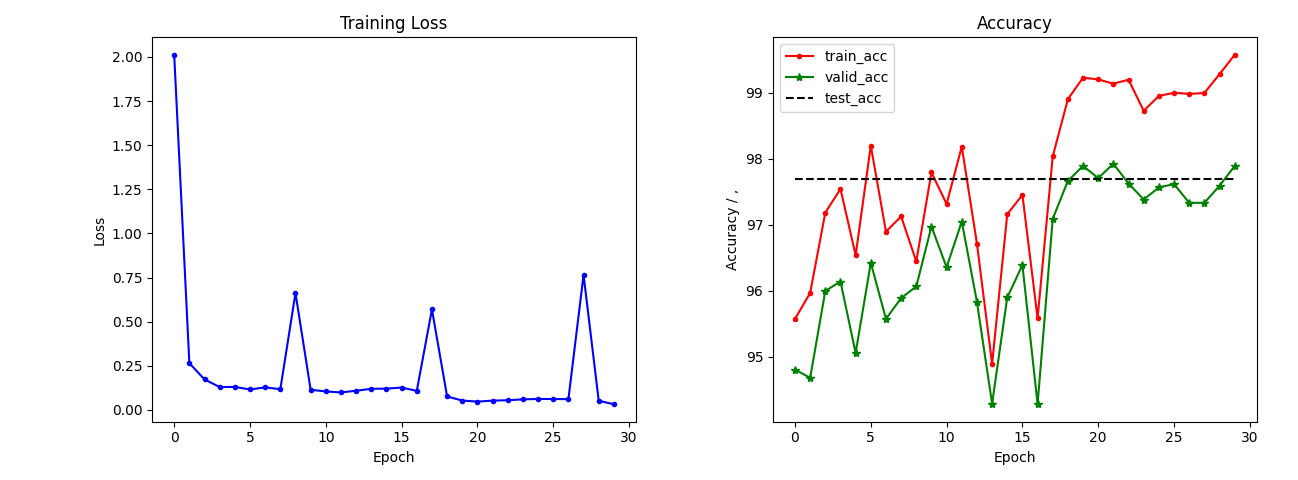 Training Loss
Loss
2.00
1.75
1.50
1.25
1.00
0.75
0.50
0.25
0.00
0 5 10 15 20 25 30
Epoch
Accuracy
train_acc
valid_acc
test_acc
Accuracy / ,
99
98
97
96
95
0 5 10 15 20 25 30
Epoch